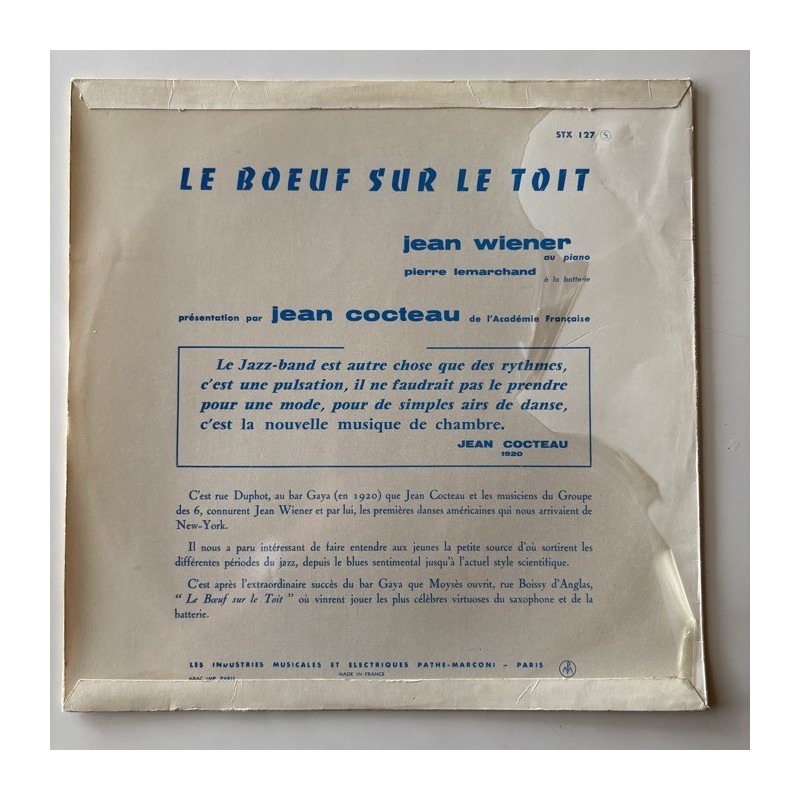 STX 127 S
LE BOEUF SUR LE TOIT
jean wiener
au piano
pierre lemarchand
à la batterie
présentation par jean cocteau de l'Académie Française
Le Jazz-band est autre chose que des rythmes,
c'est une pulsation, il ne faudrait pas le prendre
pour une mode, pour de simples airs de danse,
c'est la nouvelle musique de chambre.
JEAN COCTEAU
1920
C'est rue Duphot, au bar Gaya (en 1920) que Jean Cocteau et les musiciens du Groupe
des 6, connurent Jean Wiener et par lui, les premières danses américaines qui nous arrivaient de
New-York.
Il nous a paru intéressant de faire entendre aux jeunes la petite source d'où sortirent les
différentes périodes du jazz, depuis le blues sentimental jusqu'à l'actuel style scientifique.
C'est après l'extraordinaire succès du bar Gaya que Moysès ouvrit, rue Boissy d'Anglas,
“ Le Bœuf sur le Toit ” où vinrent jouer les plus célèbres virtuoses du saxophone et de la
batterie.
LES INDUSTRIES MUSICALES ET ELECTRIQUES PATHE-MARCONI - PARIS
MADE IN FRANCE
IMP. PARIS